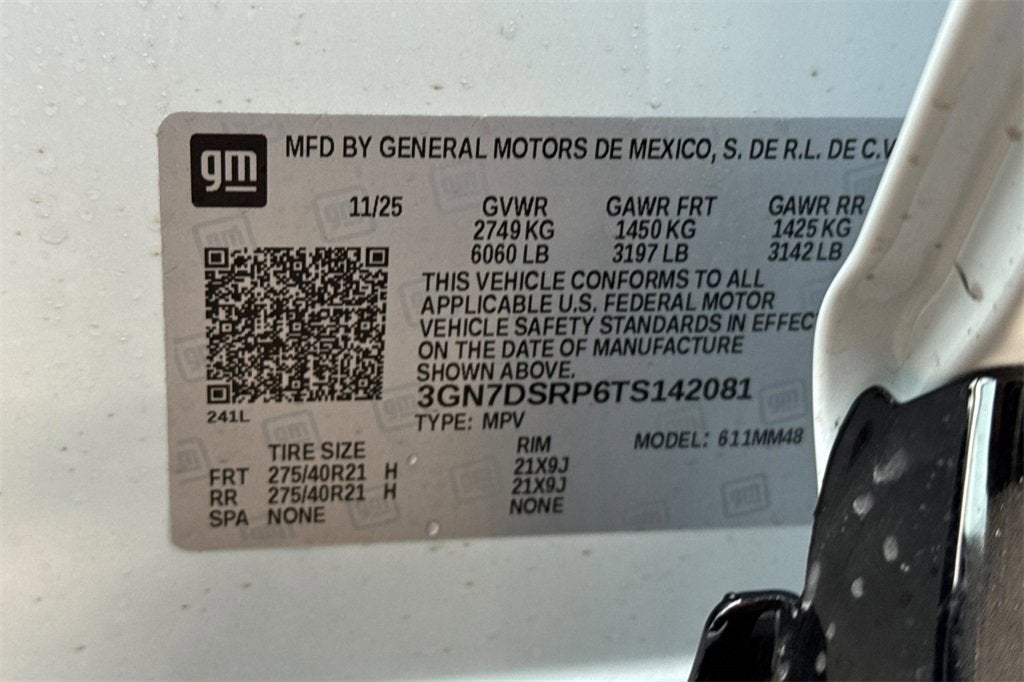 gm MFD BY GENERAL MOTORS DE MEXICO, S. DE R.L. DE C.V
11/25 GVWR GAWR FRT GAWR RR
2749 KG 1450 KG 1425 KG
6060 LB 3197 LB 3142 LB
THIS VEHICLE CONFORMS TO ALL
APPLICABLE U.S. FEDERAL MOTOR
VEHICLE SAFETY STANDARDS IN EFFEC
ON THE DATE OF MANUFACTURE
SHOWN ABOVE.
3GN7DSRP6TS142081
241L
TYPE: MPV
MODEL: 611MM48
TIRE SIZE RIM
FRT 275/40R21 H 21X9J
RR 275/40R21 H 21X9J
SPA NONE NONE